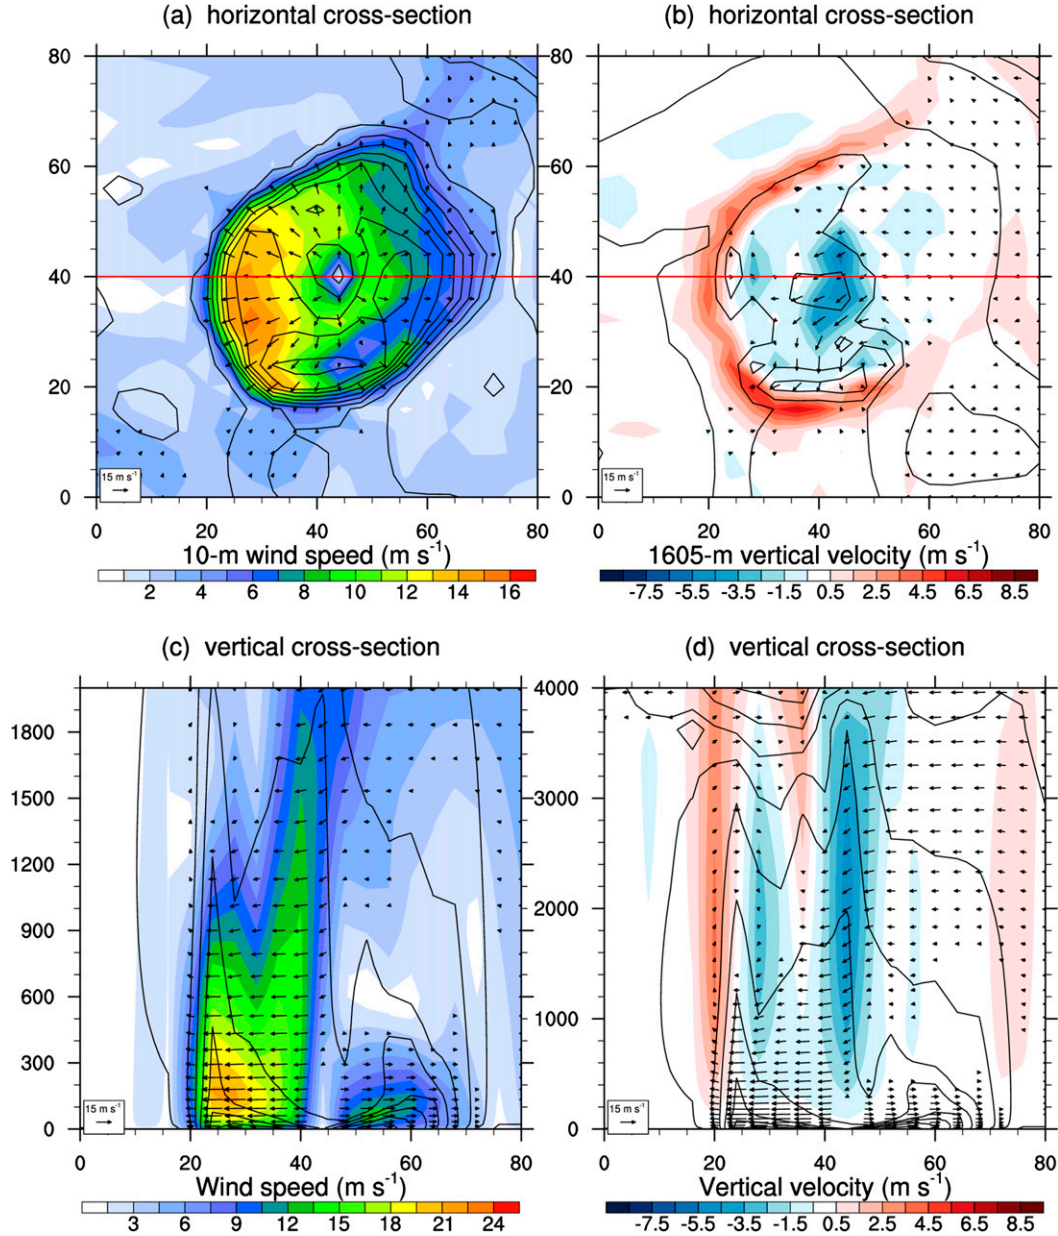 (a) horizontal cross-section
(b) horizontal cross-section
80
60
40
20
0
15 m s⁻¹
0 20 40 60 80
10-m wind speed (m s⁻¹)
2 4 6 8 10 12 14 16
80
60
40
20
0
15 m s⁻¹
0 20 40 60 80
1605-m vertical velocity (m s⁻¹)
-7.5 -5.5 -3.5 -1.5 0.5 2.5 4.5 6.5 8.5
(c) vertical cross-section
(d) vertical cross-section
1800
1500
1200
900
600
300
0
15 m s⁻¹
0 20 40 60 80
Wind speed (m s⁻¹)
3 6 9 12 15 18 21 24
4000
3000
2000
1000
0
15 m s⁻¹
0 20 40 60 80
Vertical velocity (m s⁻¹)
-7.5 -5.5 -3.5 -1.5 0.5 2.5 4.5 6.5 8.5